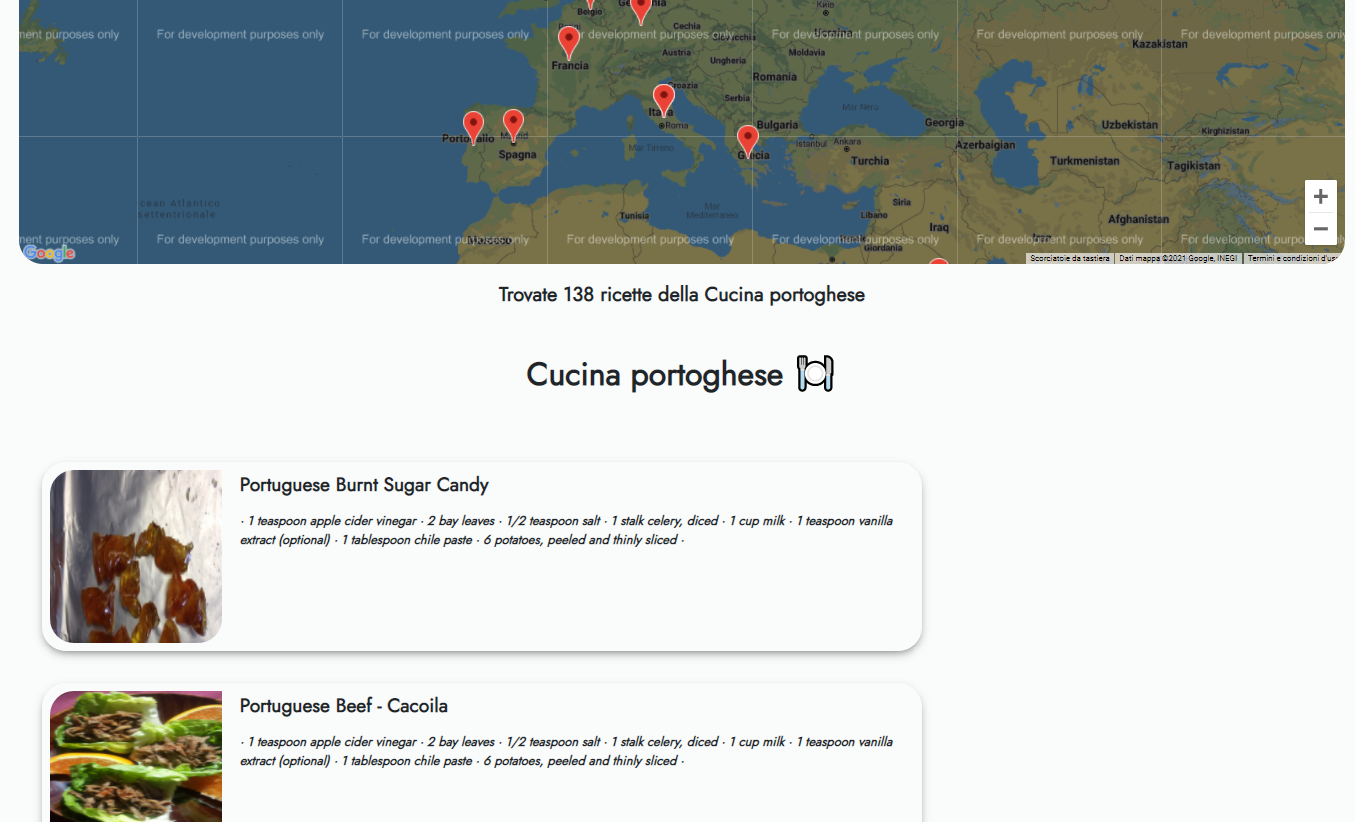 Belgio
Cechia
ment purposes only For development purposes only For development purposes only For development purposes only For development purposes only For development purposes only For development purposes only
Kazakistan
Austria
Moldavia
Ungheria
Francia
Romania
Croazia
Serbia
Mar Nero
Italia
Roma
Bulgaria
Georgia
Uzbekistan
Kirghizistan
Portogallo
Madrid
Istanbul
Ankara
Azerbaigian
Spagna
Mar Tirreno
Grecia
Turchia
Turkmenistan
Tagikistan
Siria
Oceano Atlantico
settentrionale
Tunisia
Mar
Mediterraneo
Libano
Iraq
Afghanistan
ment purposes only For development purposes only For development purposes only For development purposes only For development purposes only For development purposes only For development
Marocco
Giordania
Google
Scorciatoie da tastiera Dati mappa ©2021 Google, INEGI Termini e condizioni d'uso
Trovate 138 ricette della Cucina portoghese
Cucina portoghese
Portuguese Burnt Sugar Candy
· 1 teaspoon apple cider vinegar · 2 bay leaves · 1/2 teaspoon salt · 1 stalk celery, diced · 1 cup milk · 1 teaspoon vanilla
extract (optional) · 1 tablespoon chile paste · 6 potatoes, peeled and thinly sliced ·
Portuguese Beef - Cacoila
· 1 teaspoon apple cider vinegar · 2 bay leaves · 1/2 teaspoon salt · 1 stalk celery, diced · 1 cup milk · 1 teaspoon vanilla
extract (optional) · 1 tablespoon chile paste · 6 potatoes, peeled and thinly sliced ·